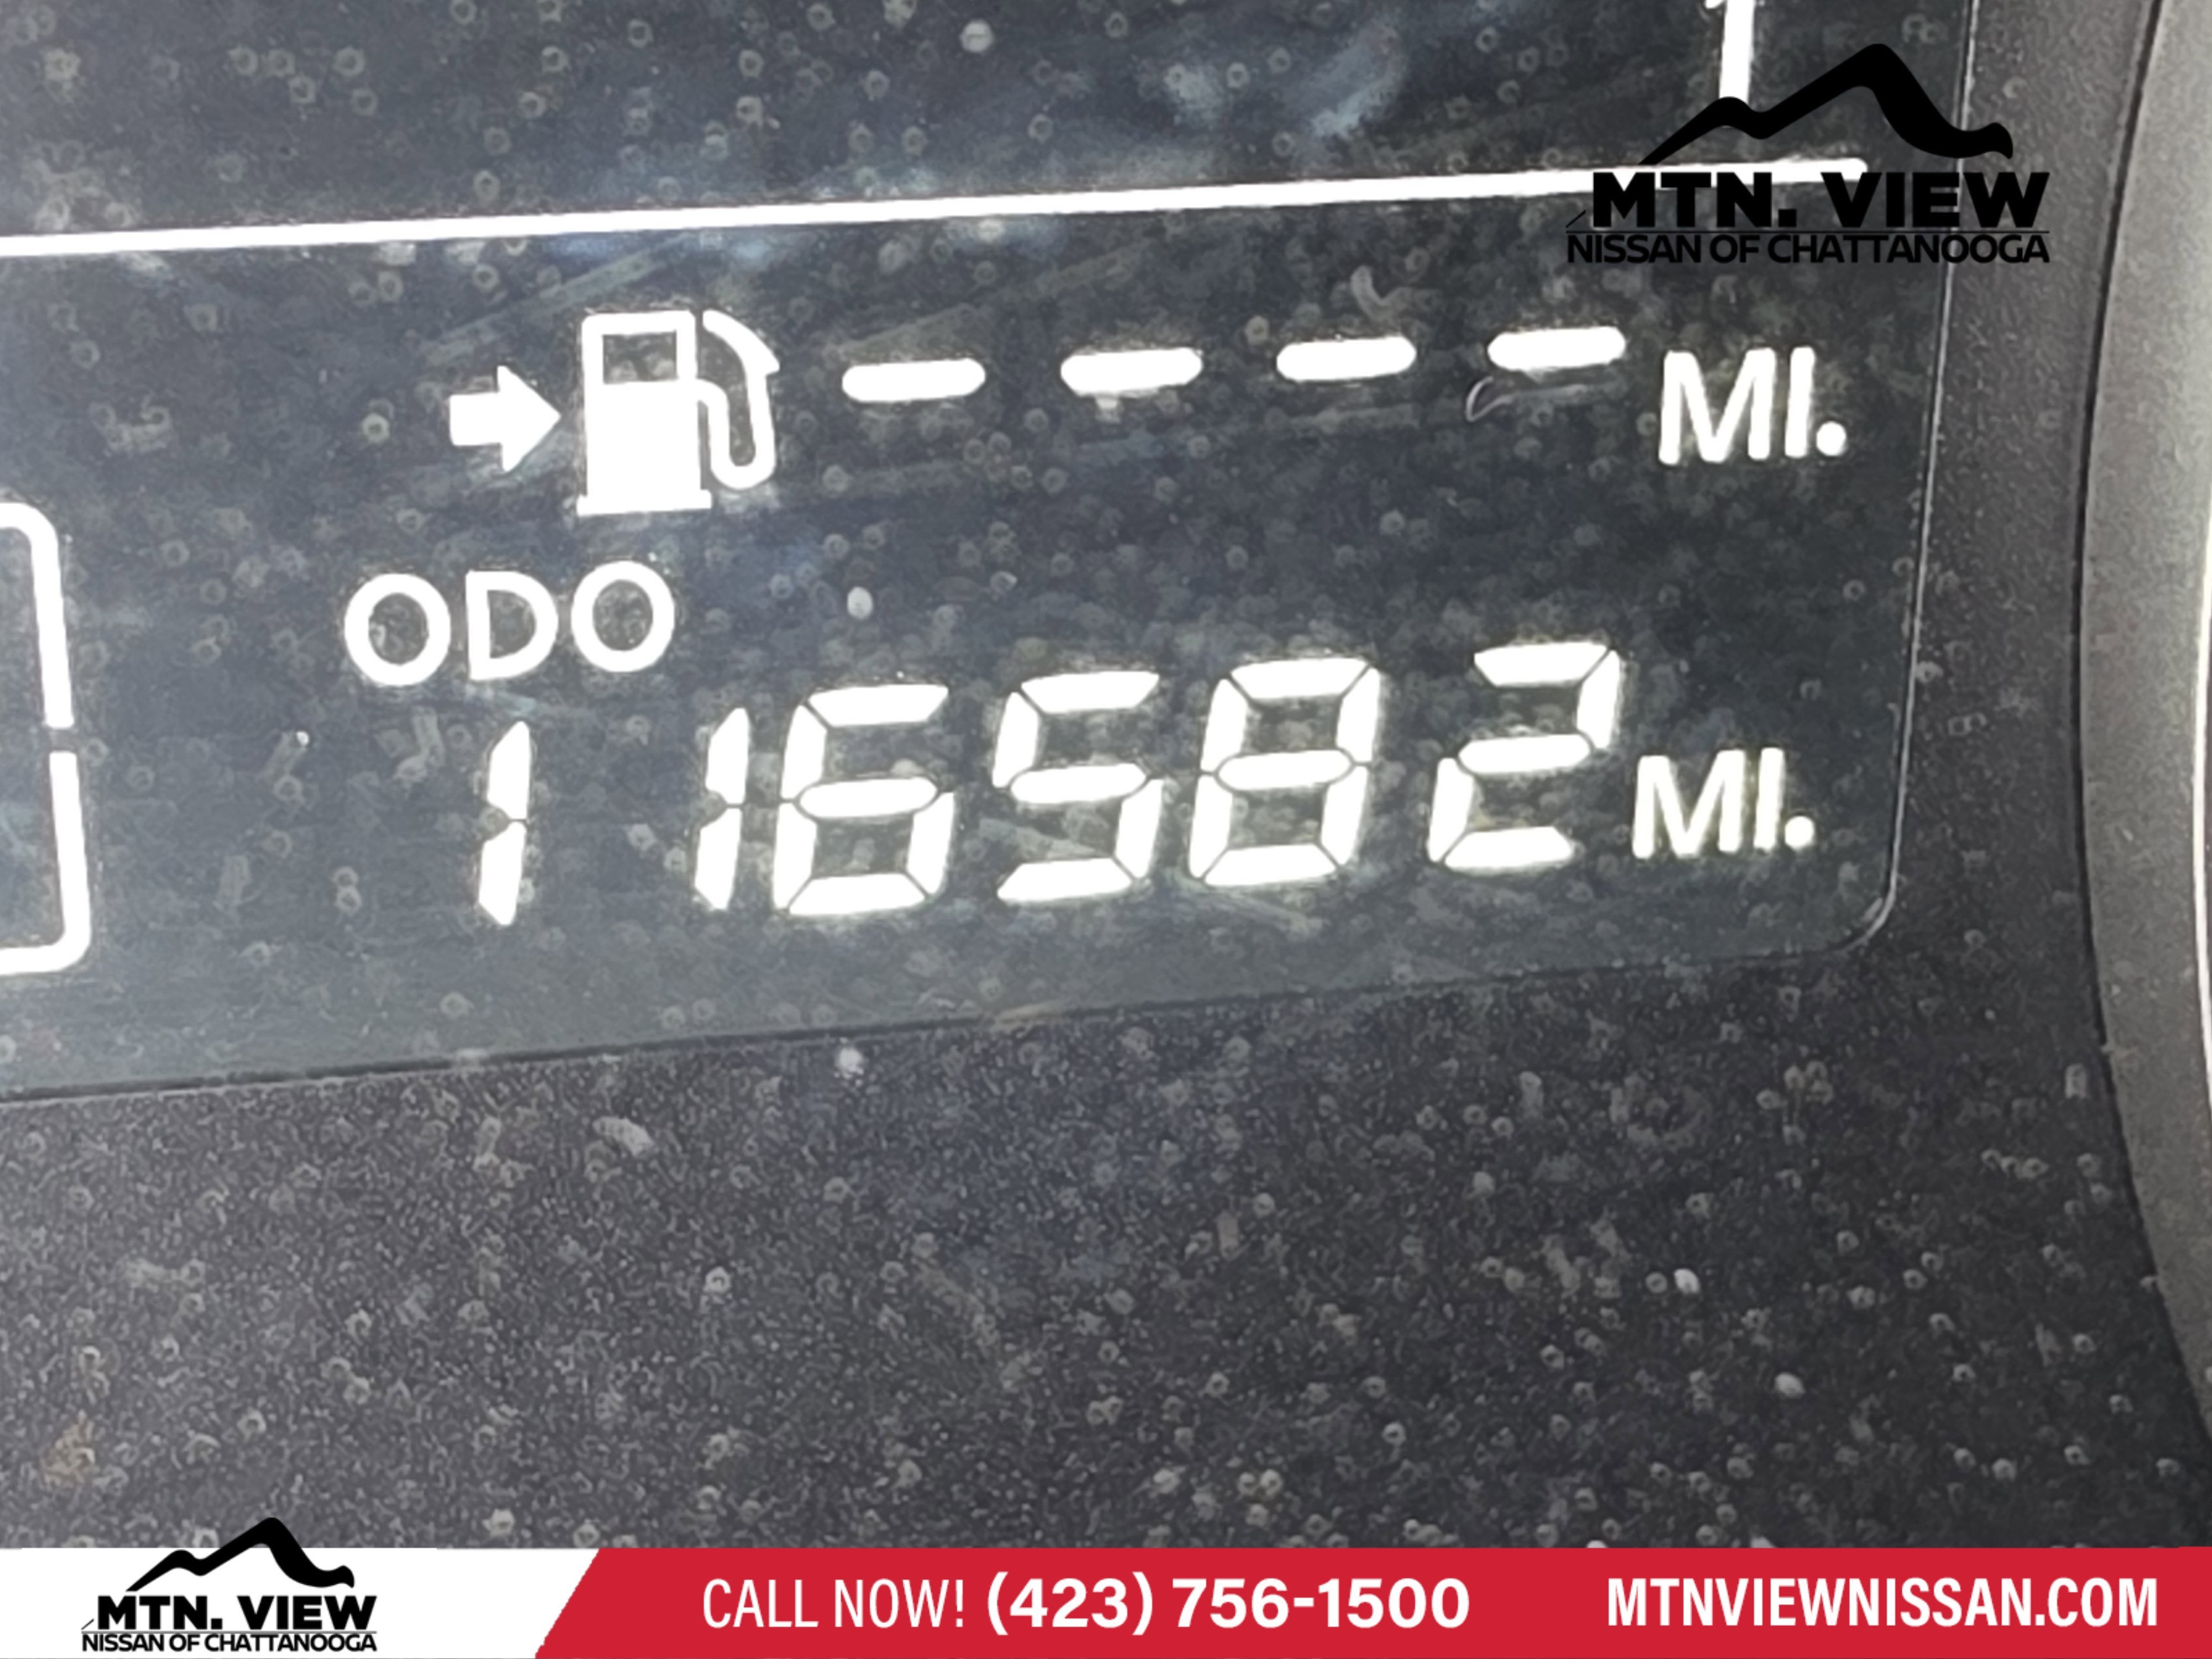 1
MTN. VIEW
NISSAN OF CHATTANOOGA
---- MI.
ODO
116582 MI.
MTN. VIEW
NISSAN OF CHATTANOOGA
CALL NOW! (423) 756-1500
MTNVIEWNISSAN.COM